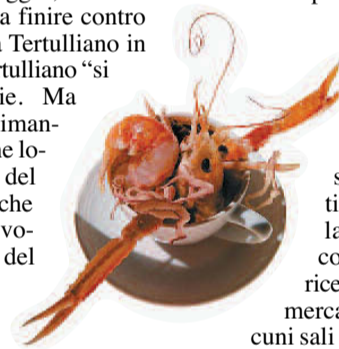 a finire contro
Tertulliano in
rtulliano “si
ie. Ma
iman-
ne lo-
del
che
vo-
del
s
ti
la
co
rice
merca
cuni sali